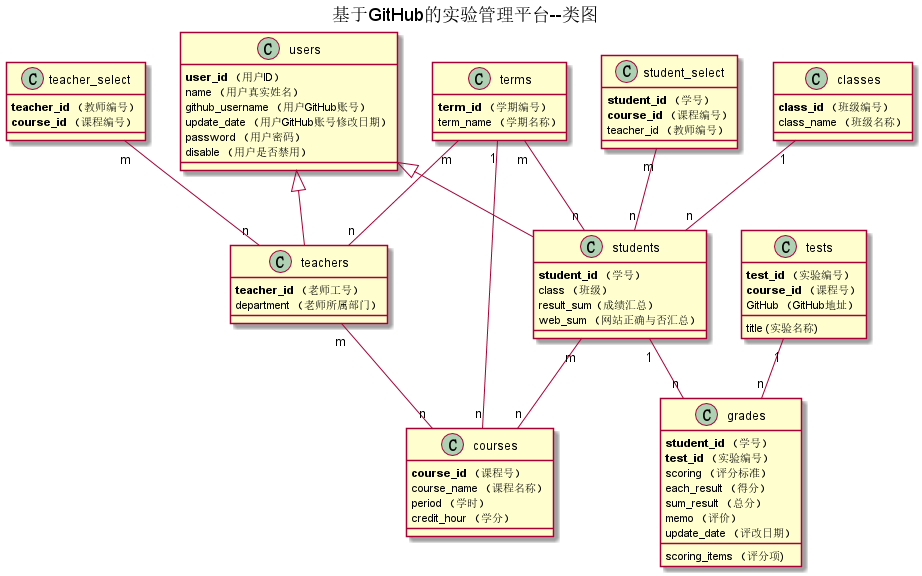 基于GitHub的实验管理平台--类图
C teacher_select
teacher_id （教师编号）
course_id （课程编号）
C users
user_id （用户ID）
name （用户真实姓名）
github_username （用户GitHub账号）
update_date （用户GitHub账号修改日期）
password （用户密码）
disable （用户是否禁用）
C terms
term_id （学期编号）
term_name （学期名称）
C student_select
student_id （学号）
course_id （课程编号）
teacher_id （教师编号）
C classes
class_id （班级编号）
class_name （班级名称）
m
m
1
m
m
1
n
n
n
n
n
C teachers
teacher_id （老师工号）
department （老师所属部门）
C students
student_id （学号）
class （班级）
result_sum（成绩汇总）
web_sum （网站正确与否汇总）
C tests
test_id （实验编号）
course_id （课程号）
GitHub （GitHub地址）
title (实验名称)
m
m
1
1
n
n
n
n
n
C courses
course_id （课程号）
course_name （课程名称）
period （学时）
credit_hour （学分）
C grades
student_id （学号）
test_id （实验编号）
scoring （评分标准）
each_result （得分）
sum_result （总分）
memo （评价）
update_date （评改日期）
scoring_items （评分项)